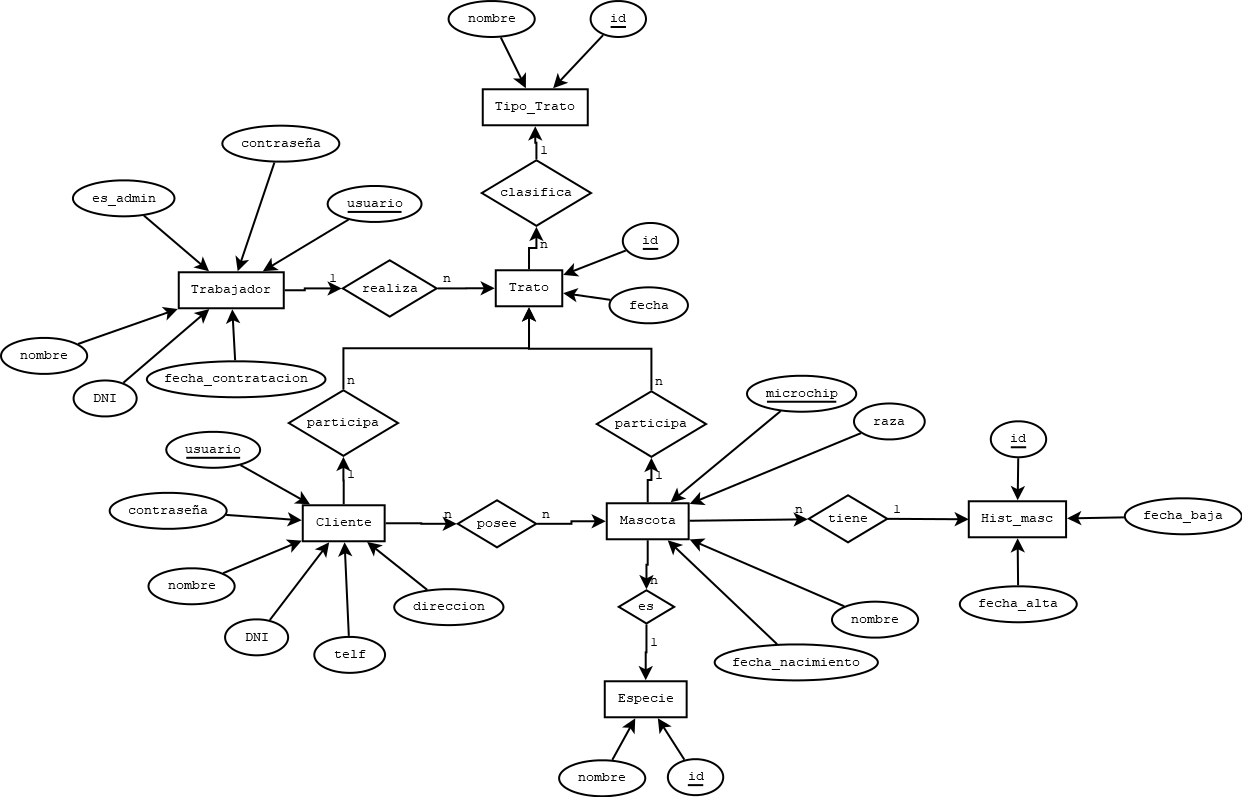 nombre
id
Tipo_Trato
contraseña
1
es_admin
clasifica
usuario
id
n
Trabajador
1
realiza
n
Trato
fecha
nombre
fecha_contratacion
DNI
n
n
microchip
participa
participa
raza
usuario
id
1
1
contraseña
Cliente
n
posee
n
Mascota
n
tiene
1
Hist_masc
fecha_baja
nombre
n
direccion
es
fecha_alta
nombre
DNI
telf
1
fecha_nacimiento
Especie
nombre
id